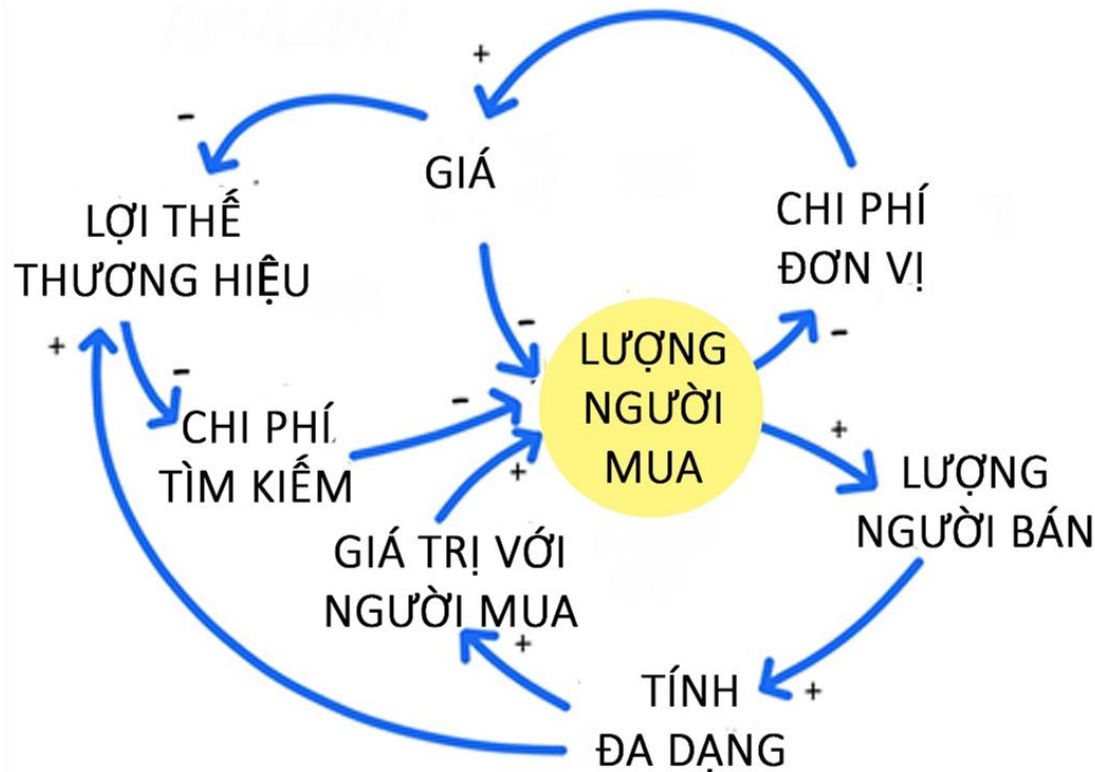 GIÁ
LỢI THẾ
THƯƠNG HIỆU
CHI PHÍ
ĐƠN VỊ
LƯỢNG
NGƯỜI
MUA
CHI PHÍ
TÌM KIẾM
LƯỢNG
NGƯỜI BÁN
GIÁ TRỊ VỚI
NGƯỜI MUA
TÍNH
ĐA DẠNG
+
-
-
-
+
-
-
+
+
+
+